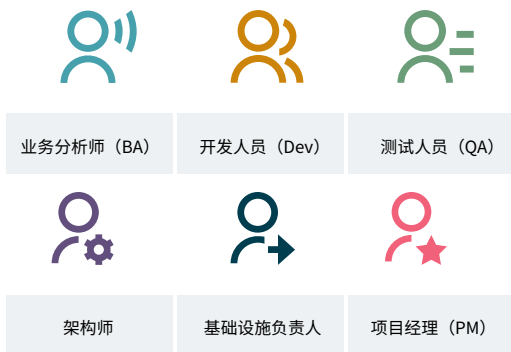 业务分析师（BA）
开发人员（Dev）
测试人员（QA）
架构师
基础设施负责人
项目经理（PM）